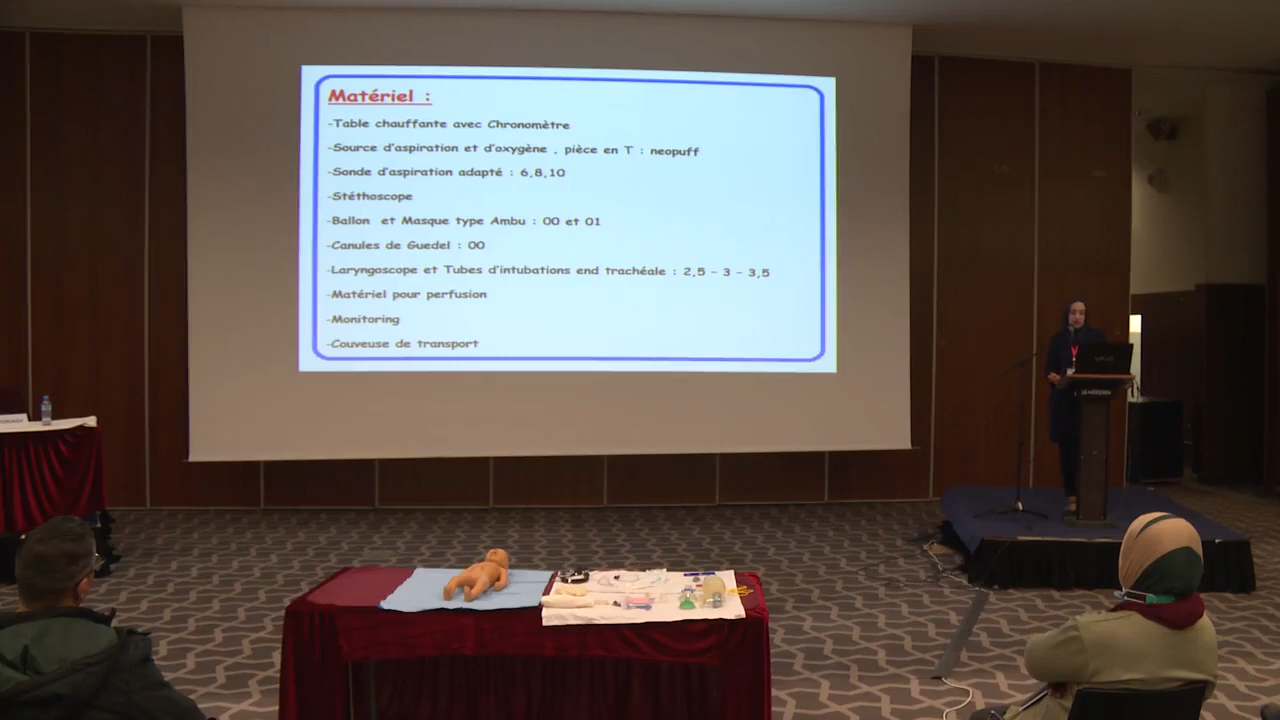 Matériel :
-Table chauffante avec Chronomètre
-Source d'aspiration et d'oxygène , pièce en T : neopuff
-Sonde d'aspiration adapté : 6,8,10
-Stéthoscope
-Ballon et Masque type Ambu : 00 et 01
-Canules de Guedel : 00
-Laryngoscope et Tubes d'intubations end trachéale : 2,5 - 3 - 3,5
-Matériel pour perfusion
-Monitoring
-Couveuse de transport
LE MERIDIEN